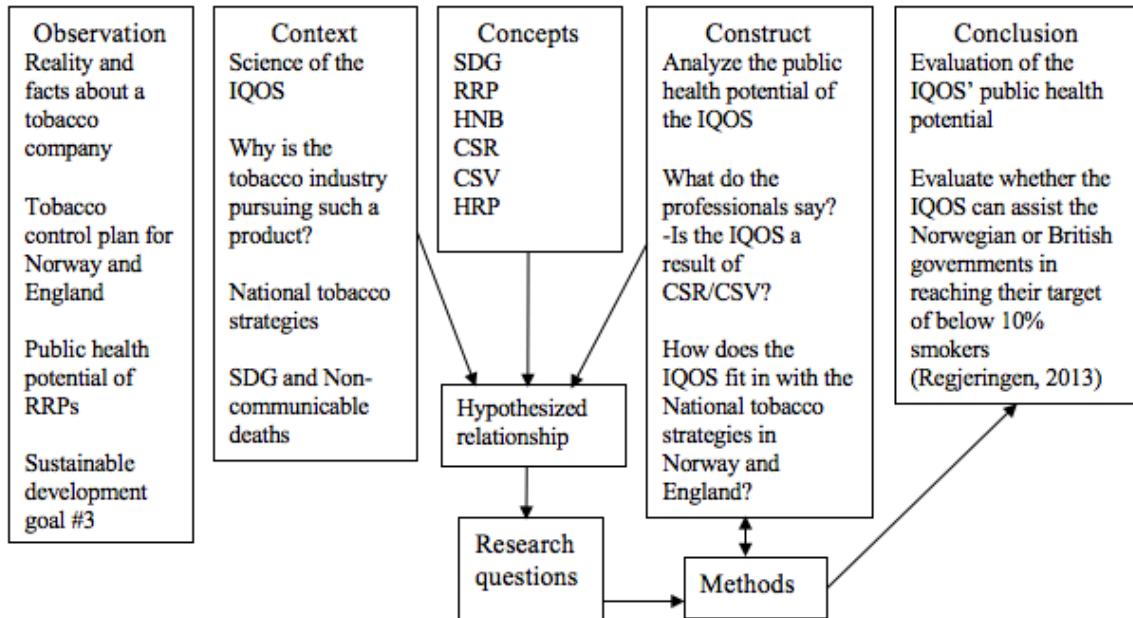 Observation
Reality and
facts about a
tobacco
company
Tobacco
control plan for
Norway and
England
Public health
potential of
RRPs
Sustainable
development
goal #3
Context
Science of the
IQOS
Why is the
tobacco industry
pursuing such a
product?
National tobacco
strategies
SDG and Non-
communicable
deaths
Concepts
SDG
RRP
HNB
CSR
CSV
HRP
Construct
Analyze the public
health potential of
the IQOS
What do the
professionals say?
-Is the IQOS a
result of
CSR/CSV?
How does the
IQOS fit in with the
National tobacco
strategies in
Norway and
England?
Conclusion
Evaluation of the
IQOS’ public health
potential
Evaluate whether the
IQOS can assist the
Norwegian or British
governments in
reaching their target
of below 10%
smokers
(Regjeringen, 2013)
Hypothesized
relationship
Research
questions
Methods